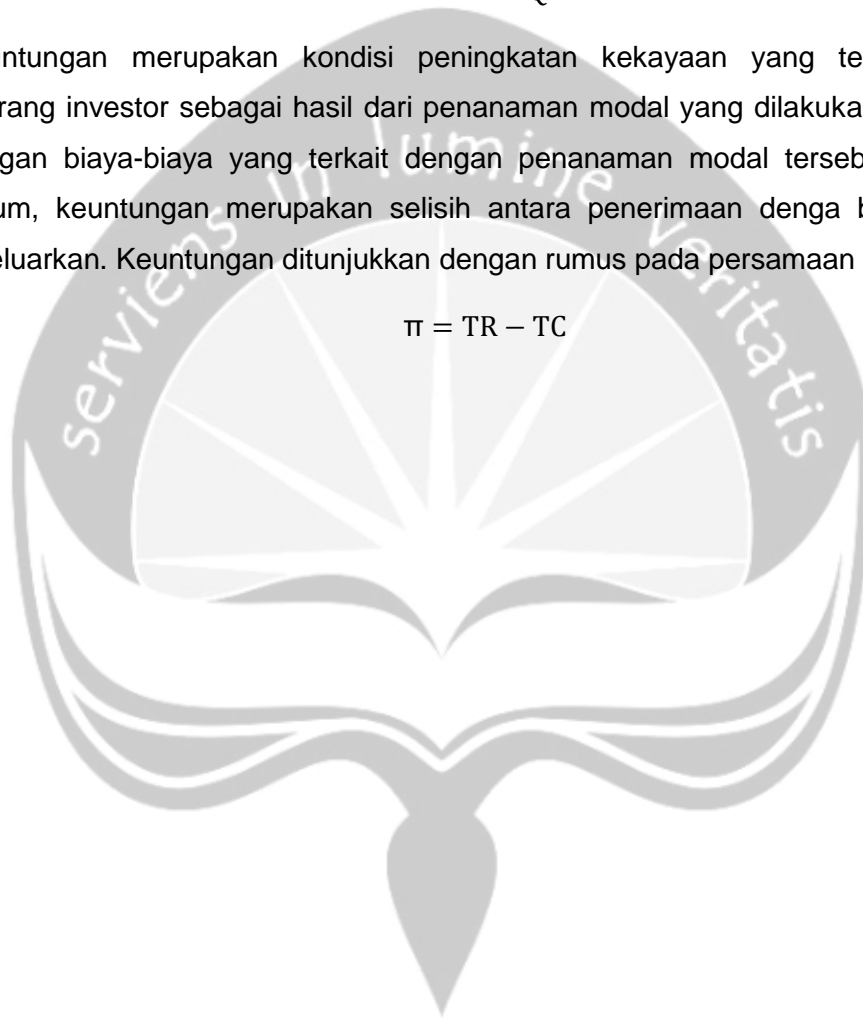 untungan merupakan kondisi peningkatan kekayaan yang te
rang investor sebagai hasil dari penanaman modal yang dilakuka
gan biaya-biaya yang terkait dengan penanaman modal terseb
um, keuntungan merupakan selisih antara penerimaan denga b
eluarkan. Keuntungan ditunjukkan dengan rumus pada persamaan
π = TR − TC
serviens in lumine veritatis